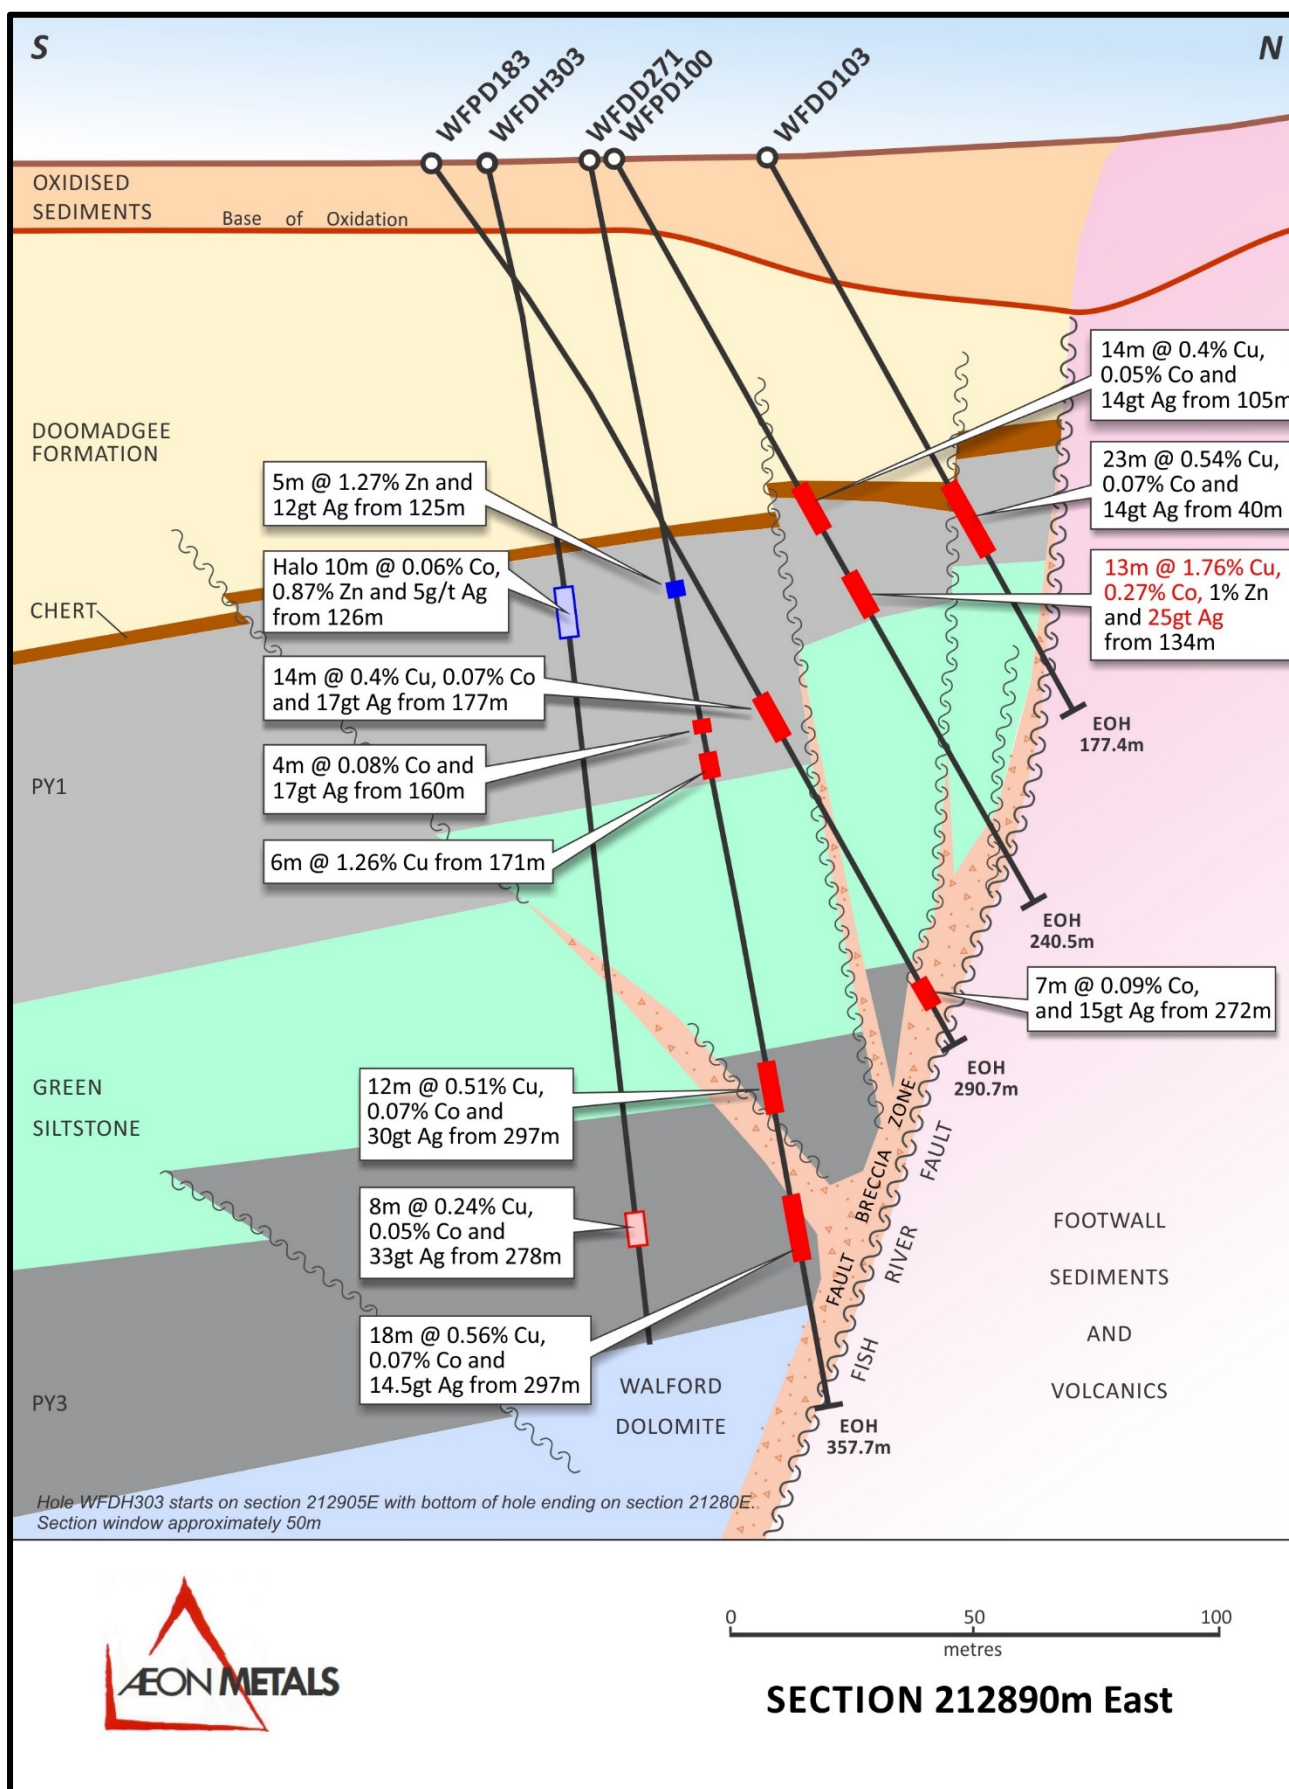 S
N
WFPD183
WFDH303
WFDD271
WFPD100
WFDD103
OXIDISED
SEDIMENTS
Base of Oxidation
14m @ 0.4% Cu,
0.05% Co and
14gt Ag from 105m
DOOMADGEE
FORMATION
23m @ 0.54% Cu,
0.07% Co and
14gt Ag from 40m
5m @ 1.27% Zn and
12gt Ag from 125m
Halo 10m @ 0.06% Co,
0.87% Zn and 5g/t Ag
from 126m
13m @ 1.76% Cu,
0.27% Co, 1% Zn
and 25gt Ag
from 134m
CHERT
14m @ 0.4% Cu, 0.07% Co
and 17gt Ag from 177m
EOH
177.4m
4m @ 0.08% Co and
17gt Ag from 160m
PY1
6m @ 1.26% Cu from 171m
EOH
240.5m
7m @ 0.09% Co,
and 15gt Ag from 272m
EOH
290.7m
GREEN
SILTSTONE
12m @ 0.51% Cu,
0.07% Co and
30gt Ag from 297m
FAULT BRECCIA ZONE
FISH RIVER FAULT
8m @ 0.24% Cu,
0.05% Co and
33gt Ag from 278m
FOOTWALL
SEDIMENTS
AND
VOLCANICS
18m @ 0.56% Cu,
0.07% Co and
14.5gt Ag from 297m
PY3
WALFORD
DOLOMITE
EOH
357.7m
Hole WFDH303 starts on section 212905E with bottom of hole ending on section 21280E.
Section window approximately 50m
ÆON METALS
0 50 100
metres
SECTION 212890m East